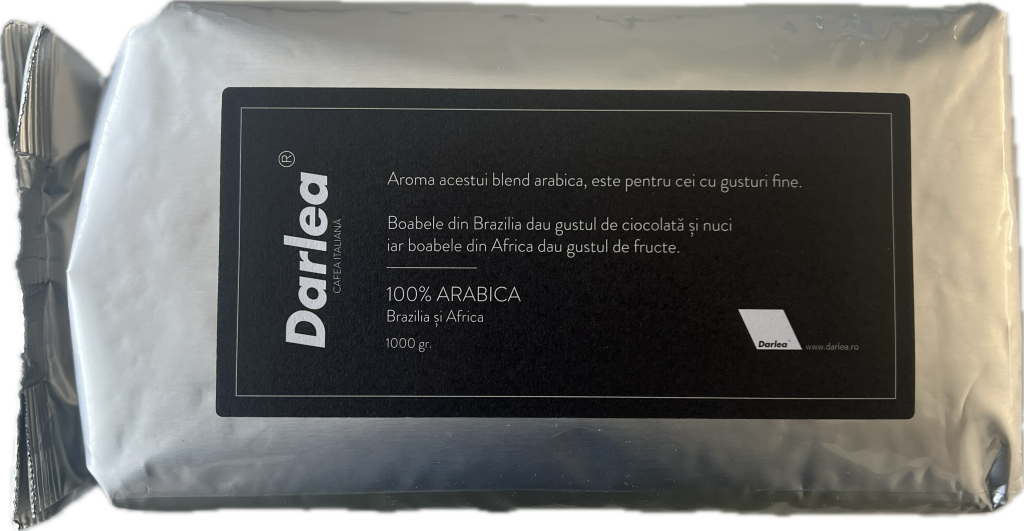 Darlea®
CAFEA ITALIANĂ
Aroma acestui blend arabica, este pentru cei cu gusturi fine.
Boabele din Brazilia dau gustul de ciocolată și nuci
iar boabele din Africa dau gustul de fructe.
100% ARABICA
Brazilia și Africa
1000 gr.
Darlea®
www.darlea.ro